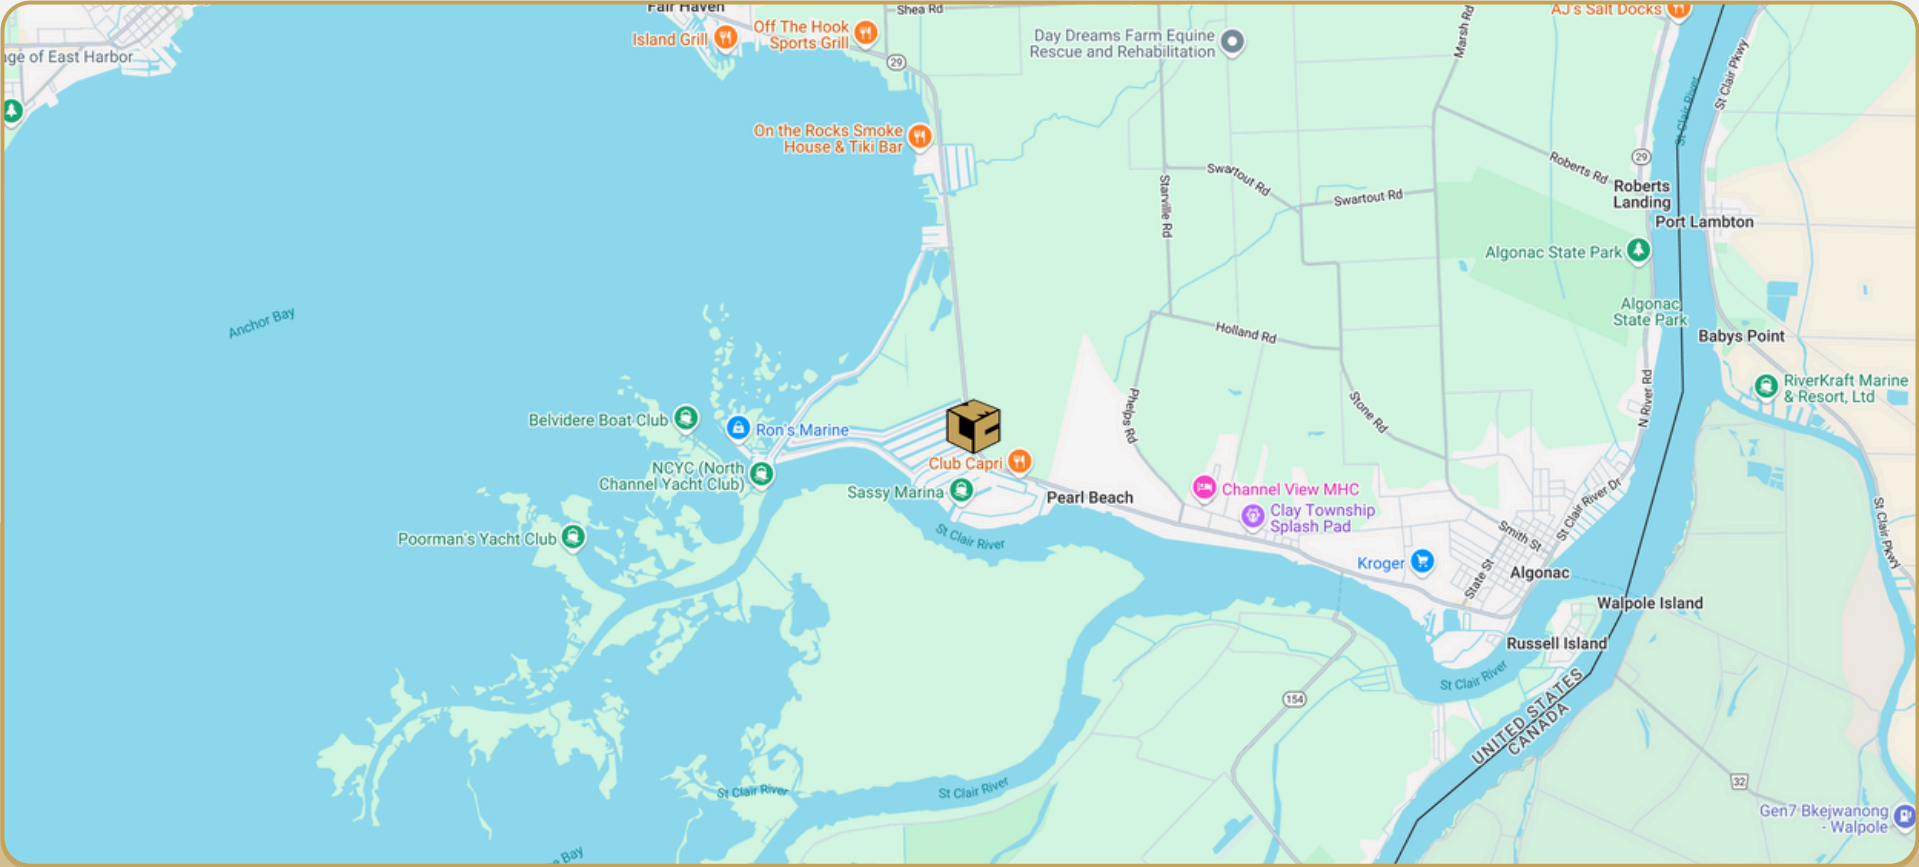 Fair Haven
Shea Rd
AJ's Salt Docks
Island Grill
Off The Hook
Sports Grill
Day Dreams Farm Equine
Rescue and Rehabilitation
Marsh Rd
St Clair Pkwy
ge of East Harbor
29
St Clair River
On the Rocks Smoke
House & Tiki Bar
29
Roberts Rd
Swartout Rd
Starville Rd
Swartout Rd
Roberts
Landing
Port Lambton
Algonac State Park
Anchor Bay
Algonac
State Park
Holland Rd
Babys Point
RiverKraft Marine
& Resort, Ltd
N River Rd
Phelps Rd
Stone Rd
Belvidere Boat Club
Ron's Marine
NCYC (North
Channel Yacht Club)
Club Capri
Sassy Marina
Pearl Beach
Channel View MHC
Clay Township
Splash Pad
St Clair River Dr
St Clair Pkwy
Smith St
Poorman's Yacht Club
St Clair River
Kroger
State St
Algonac
Walpole Island
Russell Island
St Clair River
154
UNITED STATES
CANADA
32
St Clair River
St Clair River
Gen7 Bkejwanong
- Walpole
Bay